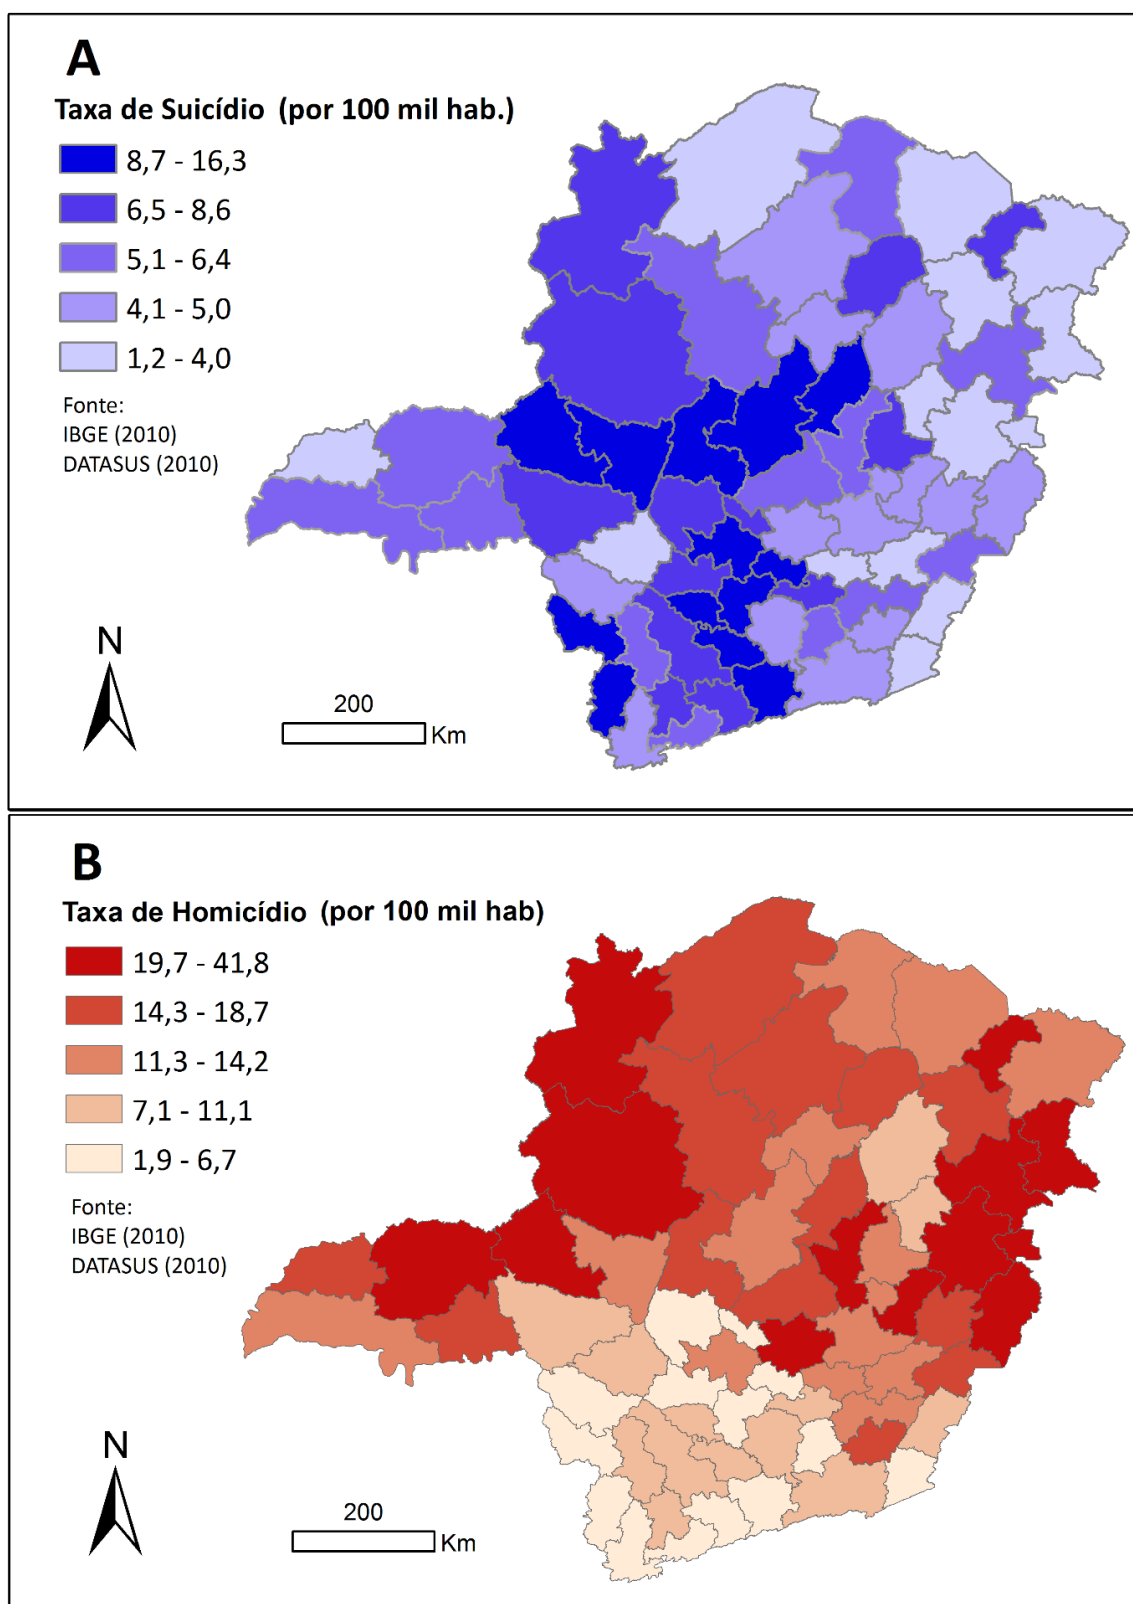 A
Taxa de Suicídio (por 100 mil hab.)
8,7 - 16,3
6,5 - 8,6
5,1 - 6,4
4,1 - 5,0
1,2 - 4,0
Fonte:
IBGE (2010)
DATASUS (2010)
N
200
Km
B
Taxa de Homicídio (por 100 mil hab)
19,7 - 41,8
14,3 - 18,7
11,3 - 14,2
7,1 - 11,1
1,9 - 6,7
Fonte:
IBGE (2010)
DATASUS (2010)
N
200
Km